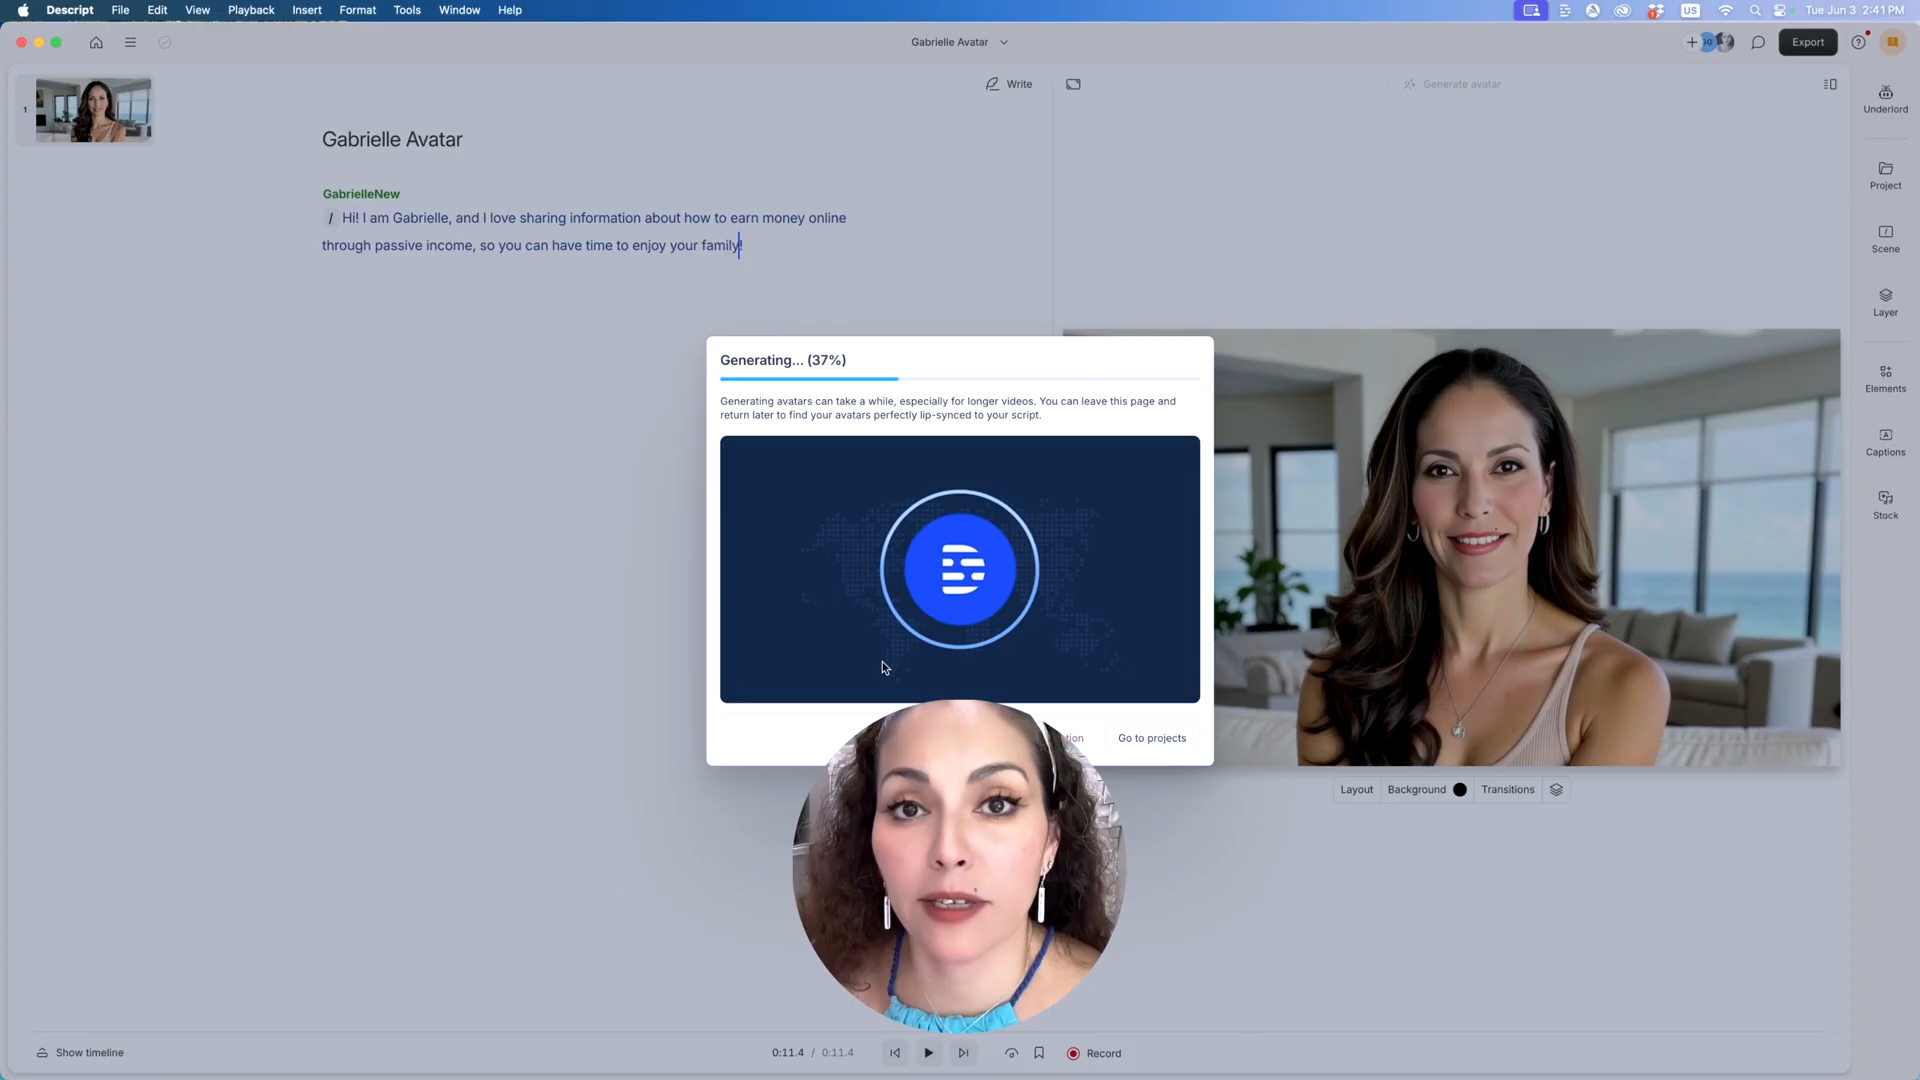 Descript File Edit View Playback Insert Format Tools Window Help
US
Tue Jun 3 2:41 PM
Gabrielle Avatar
Export
Write
Generate avatar
1
Gabrielle Avatar
GabrielleNew
/ Hi! I am Gabrielle, and I love sharing information about how to earn money online
through passive income, so you can have time to enjoy your family!
Underlord
Project
Scene
Layer
Elements
Captions
Stock
Generating... (37%)
Generating avatars can take a while, especially for longer videos. You can leave this page and
return later to find your avatars perfectly lip-synced to your script.
tion
Go to projects
Layout Background Transitions
Show timeline
0:11.4 / 0:11.4
Record